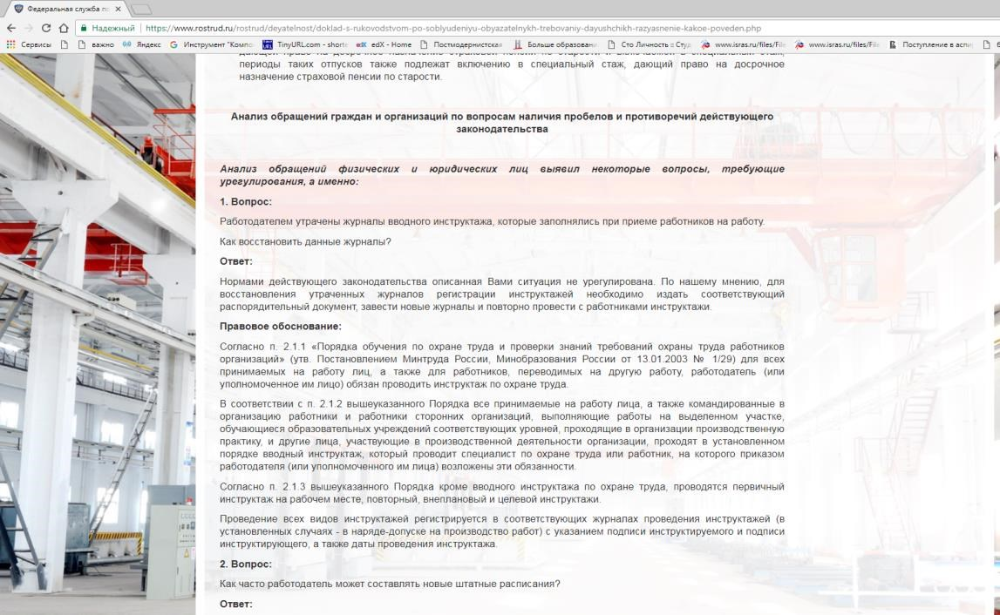 Федеральная служба по
Надежный
https://www.rostrud.ru/rostrud/deyatelnost/doklad-s-rukovodstvom-po-soblyudeniyu-obyazatelnykh-trebovaniy-dayushchikh-razyasnenie-kakoe-poveden.php
Сервисы важно Яндекс Инструмент "Компо TinyURL.com - shorte edX - Home Постмодернистская Больше образовани Сто Личность > Студ www.isras.ru/files/File www.isras.ru/files/File Поступление в аспи
дающей право на досрочное назначение страховой пенсии по старости и включаемой в специальный стаж,
периоды таких отпусков также подлежат включению в специальный стаж, дающий право на досрочное
назначение страховой пенсии по старости.
Анализ обращений граждан и организаций по вопросам наличия пробелов и противоречий действующего
законодательства
Анализ обращений физических и юридических лиц выявил некоторые вопросы, требующие
урегулирования, а именно:
1. Вопрос:
Работодателем утрачены журналы вводного инструктажа, которые заполнялись при приеме работников на работу.
Как восстановить данные журналы?
Ответ:
Нормами действующего законодательства описанная Вами ситуация не урегулирована. По нашему мнению, для
восстановления утраченных журналов регистрации инструктажей необходимо издать соответствующий
распорядительный документ, завести новые журналы и повторно провести с работниками инструктажи.
Правовое обоснование:
Согласно п. 2.1.1 «Порядка обучения по охране труда и проверки знаний требований охраны труда работников
организаций» (утв. Постановлением Минтруда России, Минобразования России от 13.01.2003 № 1/29) для всех
принимаемых на работу лиц, а также для работников, переводимых на другую работу, работодатель (или
уполномоченное им лицо) обязан проводить инструктаж по охране труда.
В соответствии с п. 2.1.2 вышеуказанного Порядка все принимаемые на работу лица, а также командированные в
организацию работники и работники сторонних организаций, выполняющие работы на выделенном участке,
обучающиеся образовательных учреждений соответствующих уровней, проходящие в организации производственную
практику, и другие лица, участвующие в производственной деятельности организации, проходят в установленном
порядке вводный инструктаж, который проводит специалист по охране труда или работник, на которого приказом
работодателя (или уполномоченного им лица) возложены эти обязанности.
Согласно п. 2.1.3 вышеуказанного Порядка кроме вводного инструктажа по охране труда, проводятся первичный
инструктаж на рабочем месте, повторный, внеплановый и целевой инструктажи.
Проведение всех видов инструктажей регистрируется в соответствующих журналах проведения инструктажей (в
установленных случаях - в наряде-допуске на производство работ) с указанием подписи инструктируемого и подписи
инструктирующего, а также даты проведения инструктажа.
2. Вопрос:
Как часто работодатель может составлять новые штатные расписания?
Ответ: